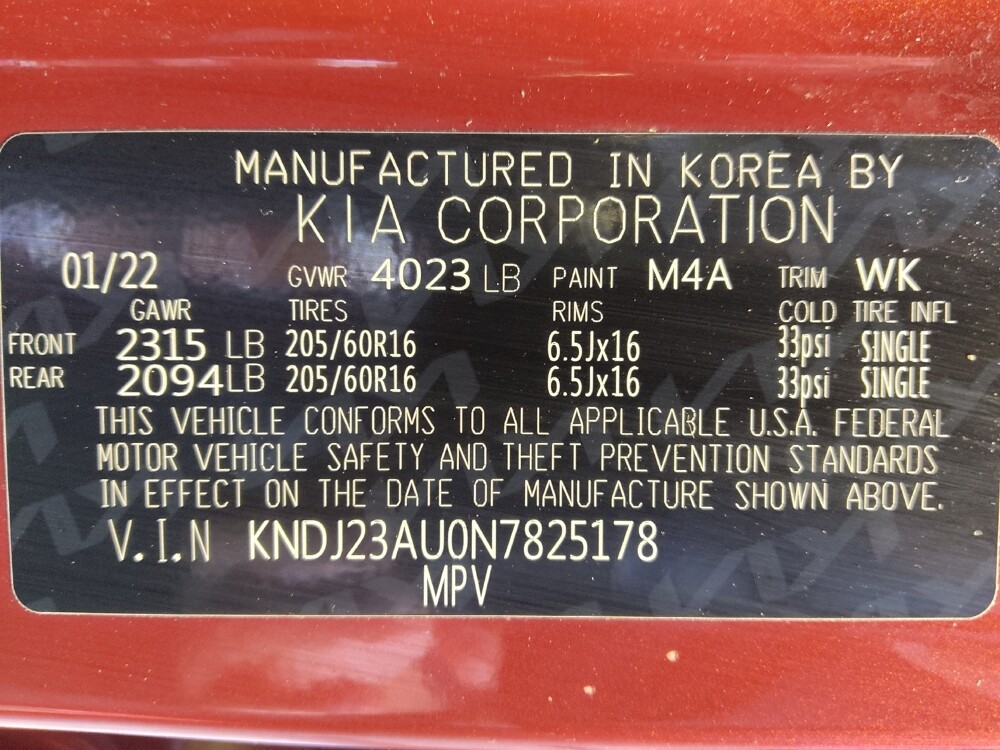 MANUFACTURED IN KOREA BY
KIA CORPORATION
01/22 GVWR 4023 LB PAINT M4A TRIM WK
GAWR TIRES RIMS COLD TIRE INFL
FRONT 2315 LB 205/60R16 6.5Jx16 33psi SINGLE
REAR 2094LB 205/60R16 6.5Jx16 33psi SINGLE
THIS VEHICLE CONFORMS TO ALL APPLICABLE U.S.A. FEDERAL
MOTOR VEHICLE SAFETY AND THEFT PREVENTION STANDARDS
IN EFFECT ON THE DATE OF MANUFACTURE SHOWN ABOVE.
V.I.N KNDJ23AU0N7825178
MPV